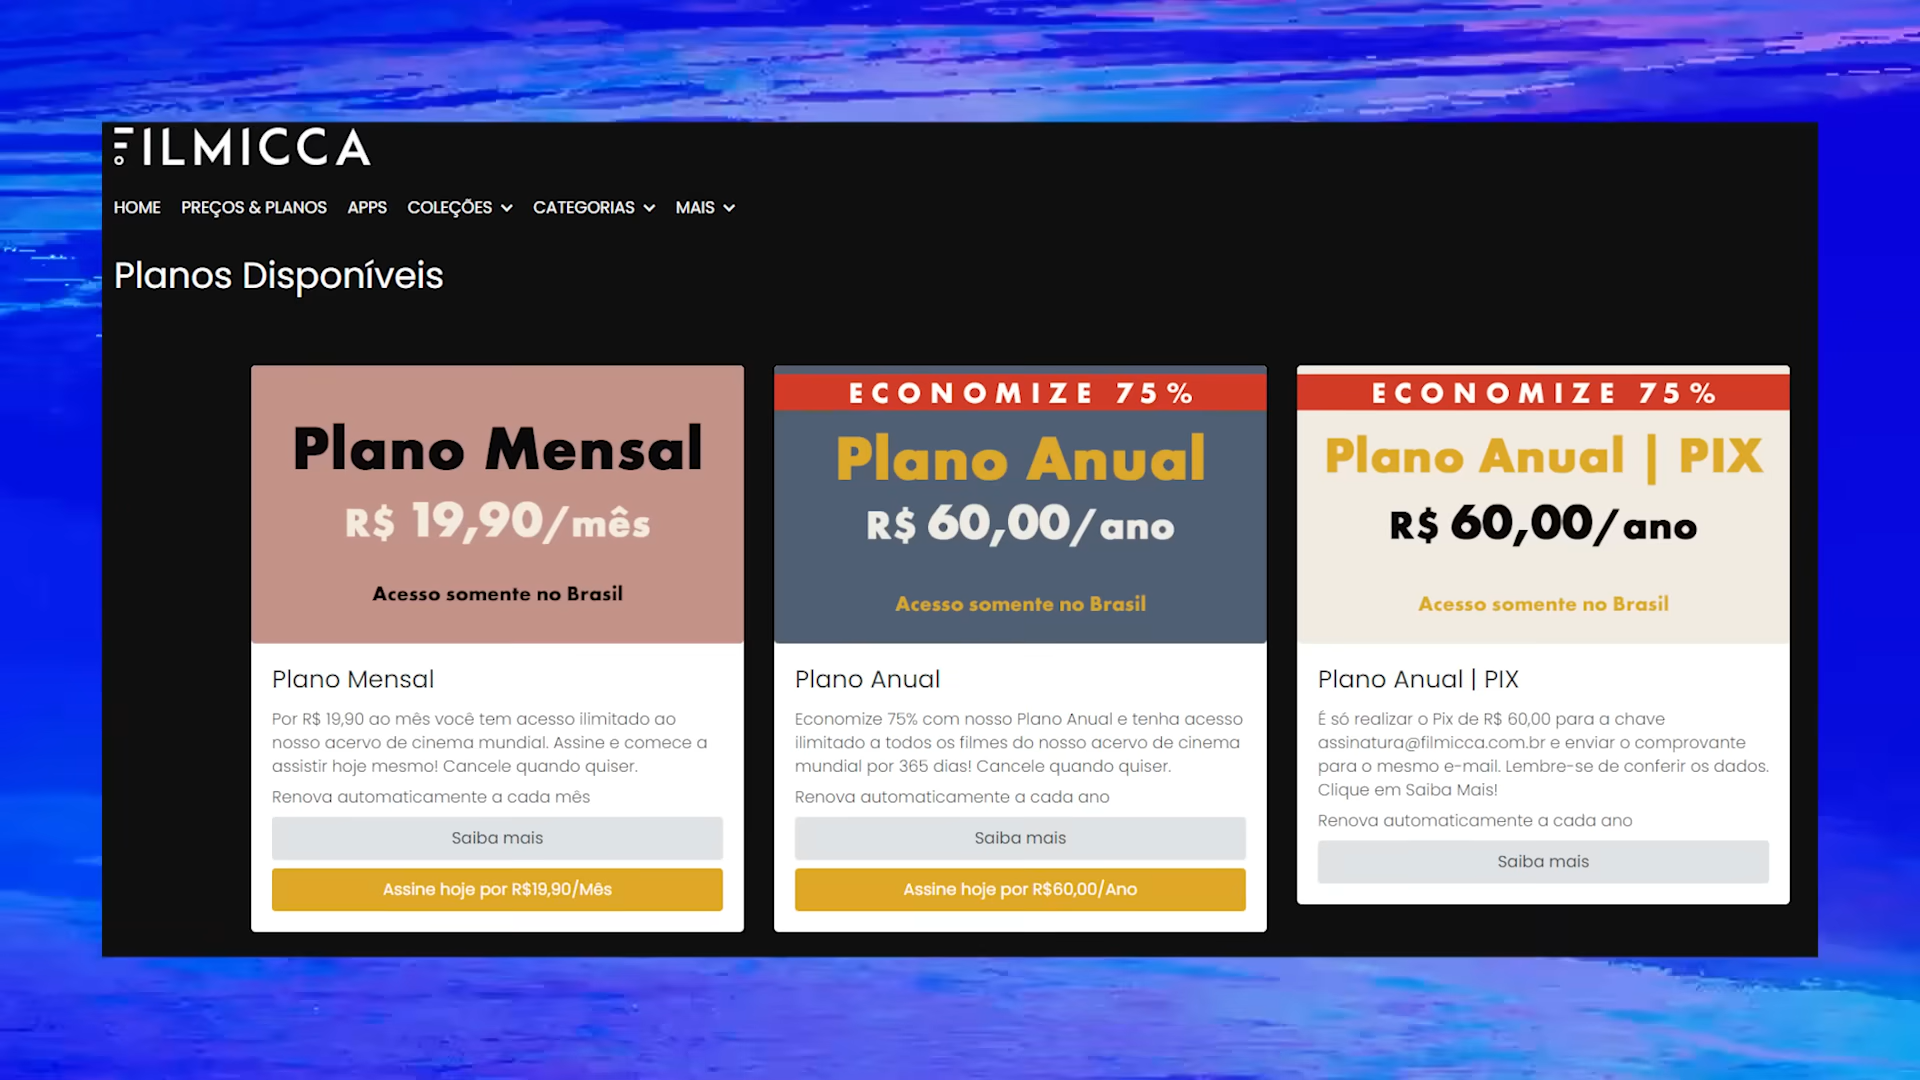 FILMICCA
HOME PREÇOS & PLANOS APPS COLEÇÕES CATEGORIAS MAIS
Planos Disponíveis
Plano Mensal
R$ 19,90/mês
Acesso somente no Brasil
Plano Mensal
Por R$ 19,90 ao mês você tem acesso ilimitado ao
nosso acervo de cinema mundial. Assine e comece a
assistir hoje mesmo! Cancele quando quiser.
Renova automaticamente a cada mês
Saiba mais
Assine hoje por R$19,90/Mês
ECONOMIZE 75%
Plano Anual
R$ 60,00/ano
Acesso somente no Brasil
Plano Anual
Economize 75% com nosso Plano Anual e tenha acesso
ilimitado a todos os filmes do nosso acervo de cinema
mundial por 365 dias! Cancele quando quiser.
Renova automaticamente a cada ano
Saiba mais
Assine hoje por R$60,00/Ano
ECONOMIZE 75%
Plano Anual | PIX
R$ 60,00/ano
Acesso somente no Brasil
Plano Anual | PIX
É só realizar o Pix de R$ 60,00 para a chave
assinatura@filmicca.com.br e enviar o comprovante
para o mesmo e-mail. Lembre-se de conferir os dados.
Clique em Saiba Mais!
Renova automaticamente a cada ano
Saiba mais